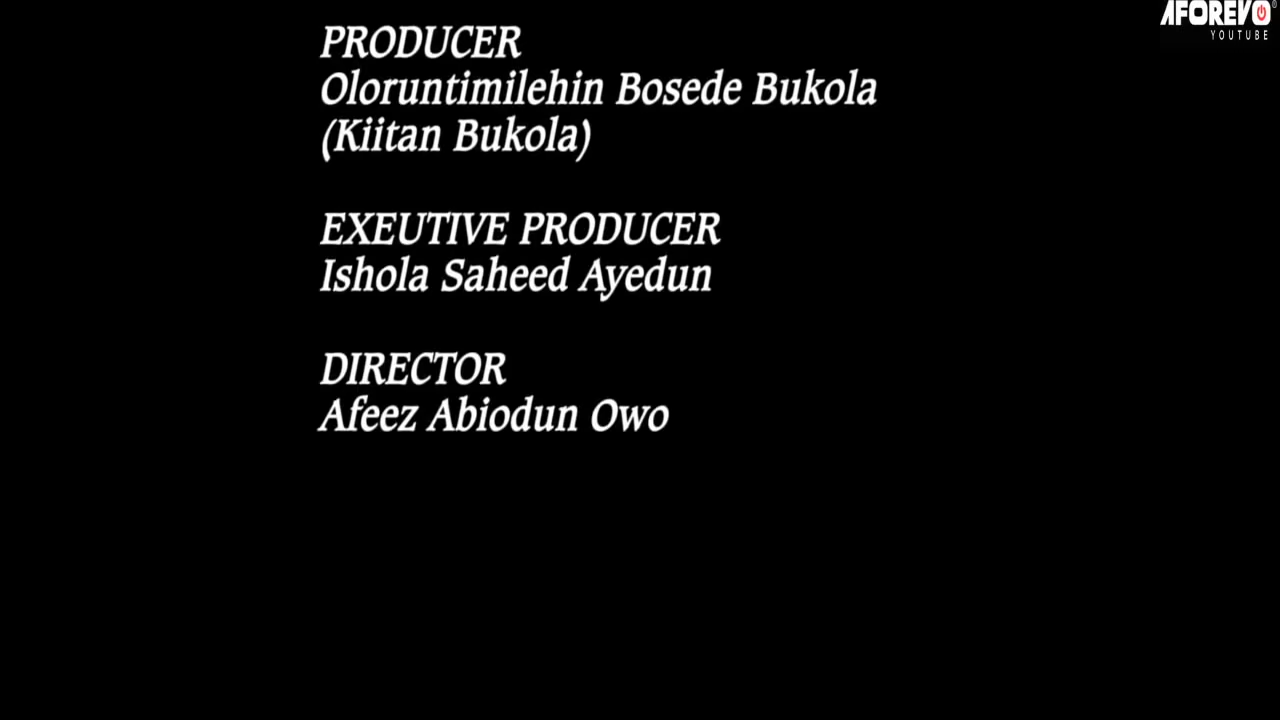 AFOREVO
YOUTUBE
PRODUCER
Oloruntimilehin Bosede Bukola
(Kiitan Bukola)
EXEUTIVE PRODUCER
Ishola Saheed Ayedun
DIRECTOR
Afeez Abiodun Owo